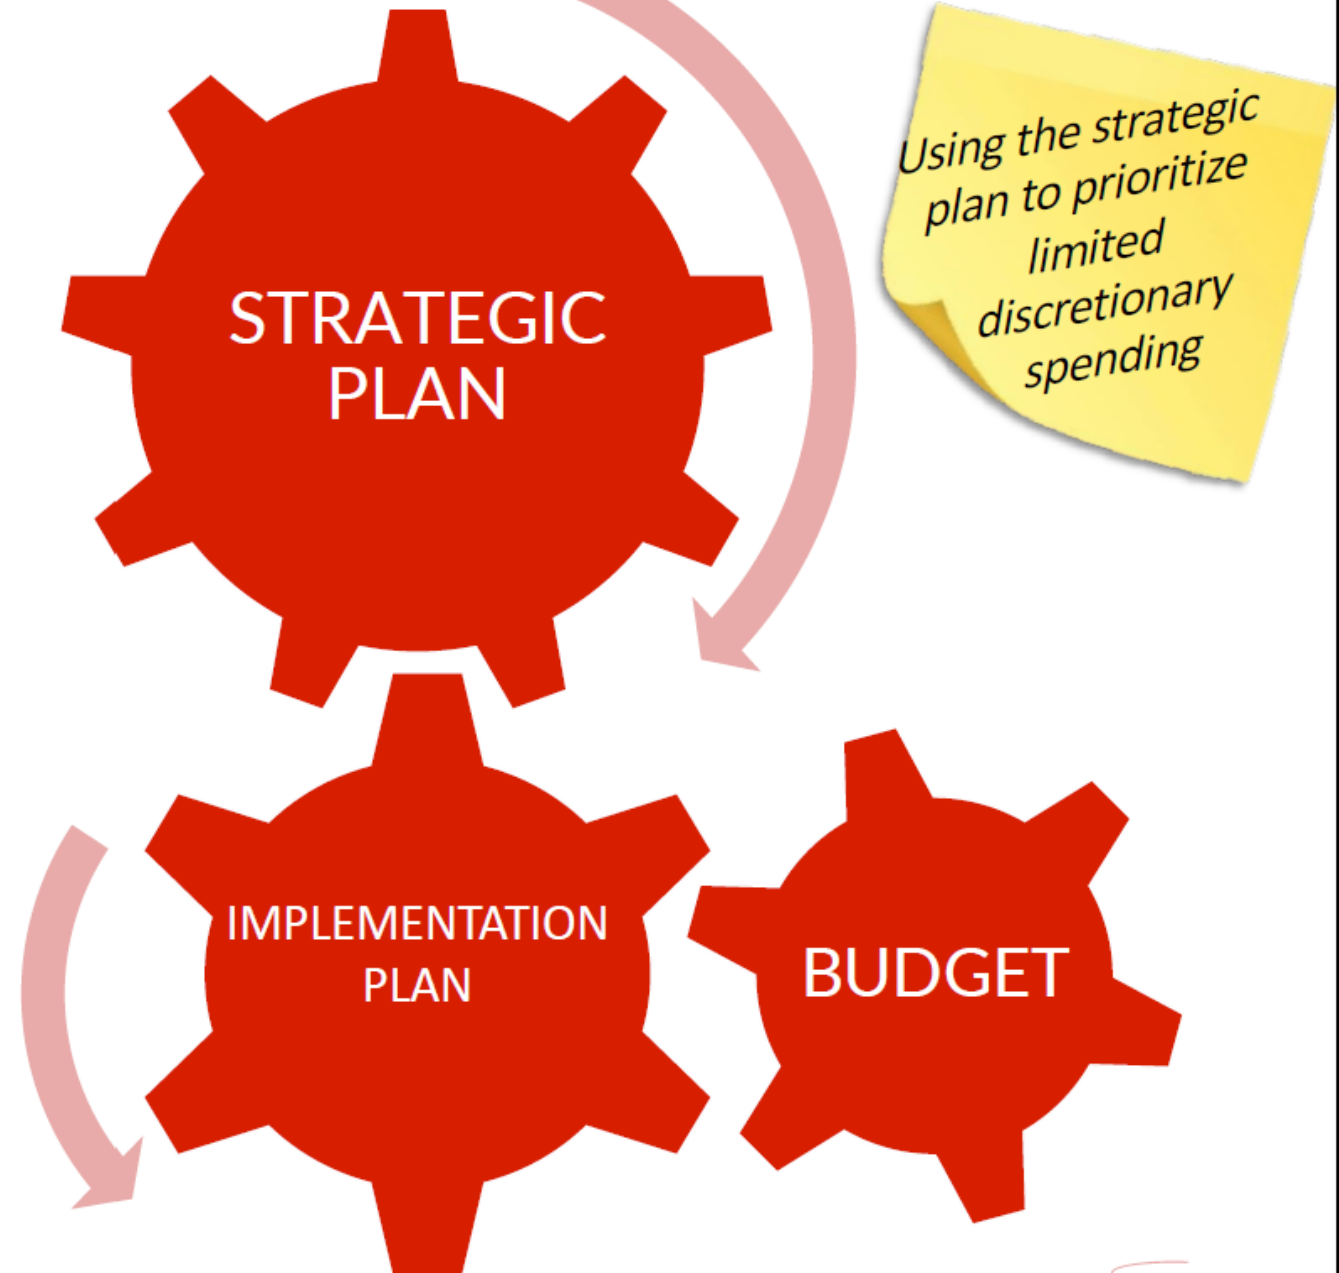 STRATEGIC
PLAN
Using the strategic
plan to prioritize
limited
discretionary
spending
IMPLEMENTATION
PLAN
BUDGET